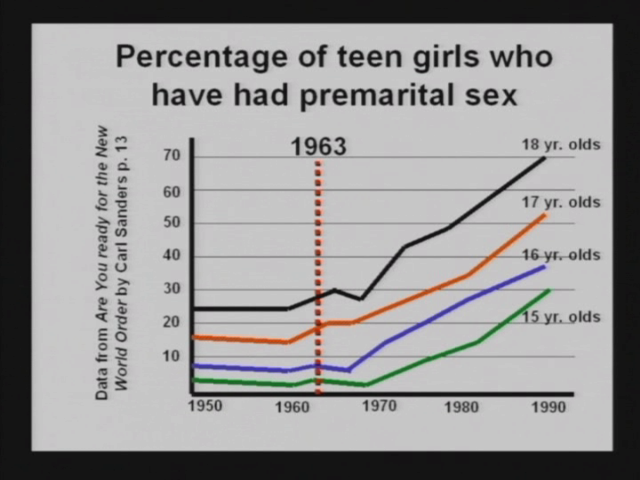 Percentage of teen girls who
have had premarital sex
Data from Are You ready for the New
World Order by Carl Sanders p. 13
1963
70
60
50
40
30
20
10
18 yr. olds
17 yr. olds
16 yr. olds
15 yr. olds
1950
1960
1970
1980
1990